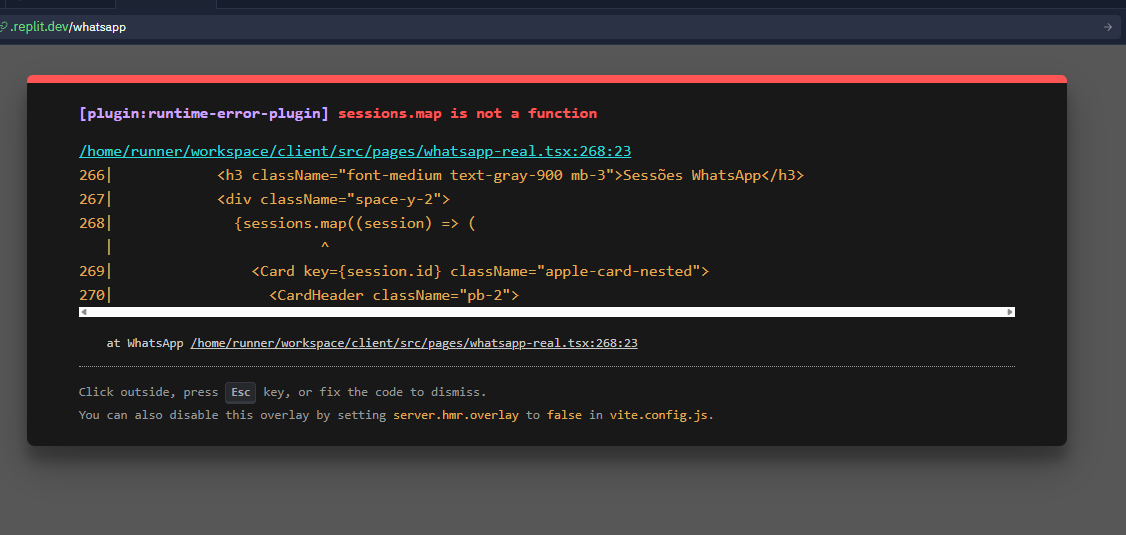 .replit.dev/whatsapp
[plugin:runtime-error-plugin] sessions.map is not a function
/home/runner/workspace/client/src/pages/whatsapp-real.tsx:268:23
266|            <h3 className="font-medium text-gray-900 mb-3">Sessões WhatsApp</h3>
267|            <div className="space-y-2">
268|              {sessions.map((session) => (
   |                        ^
269|                <Card key={session.id} className="apple-card-nested">
270|                  <CardHeader className="pb-2">
at WhatsApp /home/runner/workspace/client/src/pages/whatsapp-real.tsx:268:23
Click outside, press Esc key, or fix the code to dismiss.
You can also disable this overlay by setting server.hmr.overlay to false in vite.config.js.